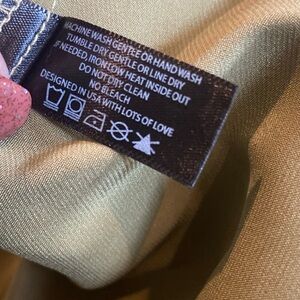 MACHINE WASH GENTLE OR HAND WASH
TUMBLE DRY GENTLE OR LINE DRY
IF NEEDED, IRON LOW HEAT INSIDE OUT
DO NOT DRY CLEAN
NO BLEACH
DESIGNED IN USA WITH LOTS OF LOVE